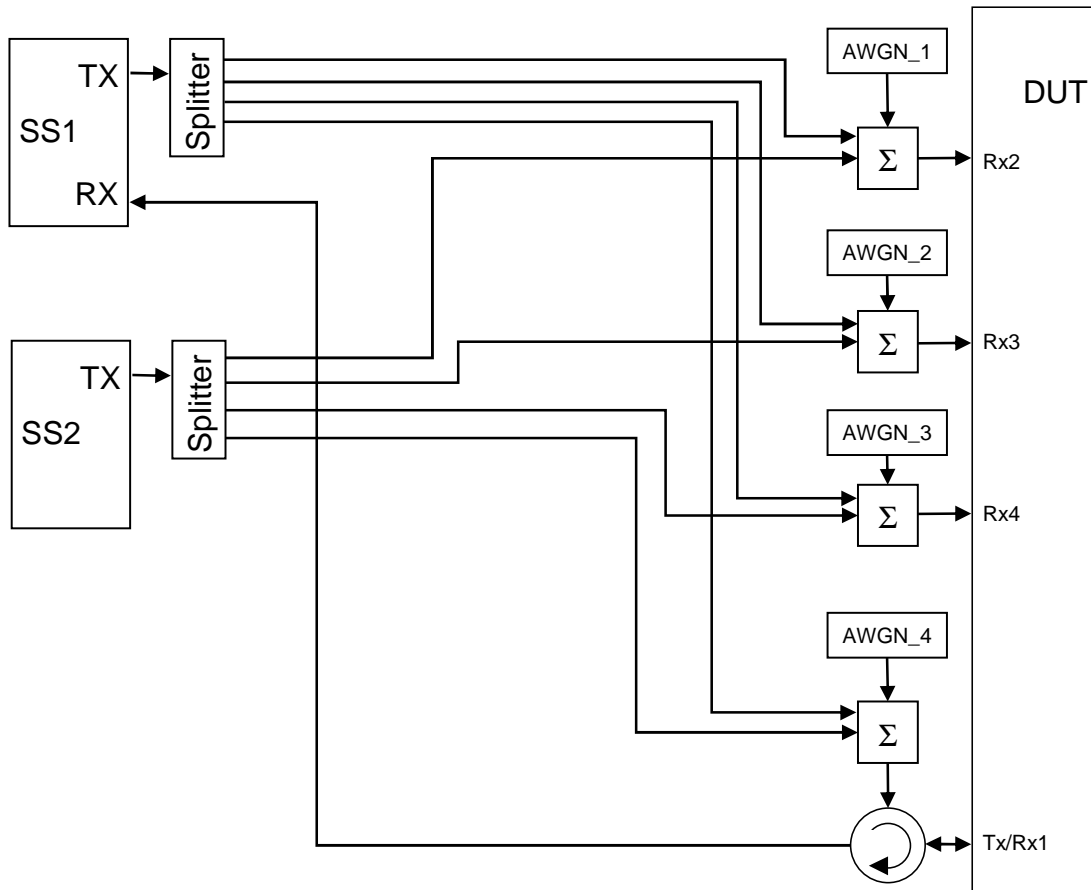 TX
SS1
RX
Splitter
AWGN_1
DUT
Σ
Rx2
AWGN_2
Σ
Rx3
TX
SS2
Splitter
AWGN_3
Σ
Rx4
AWGN_4
Σ
Tx/Rx1